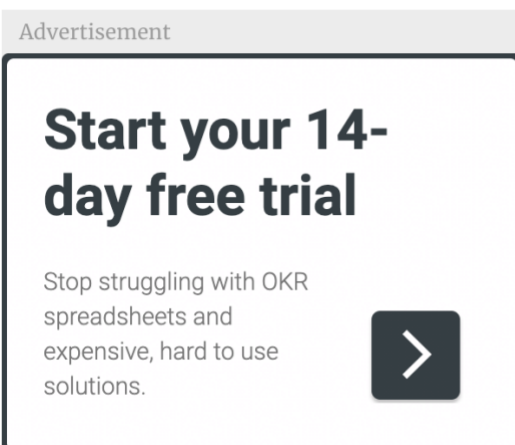 Advertisement
Start your 14-
day free trial
Stop struggling with OKR
spreadsheets and
expensive, hard to use
solutions.